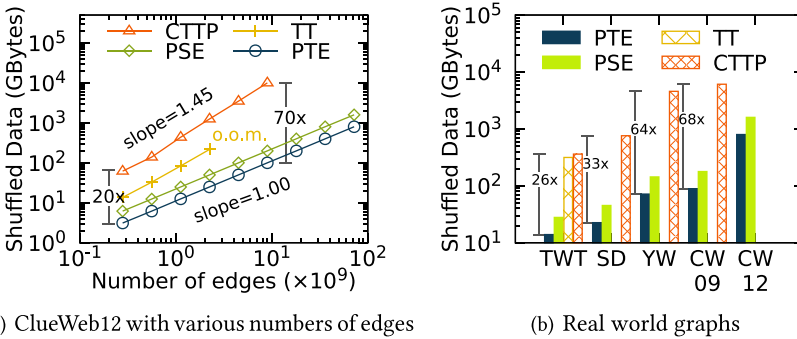 CTTP
TT
PSE
PTE
Shuffled Data (GBytes)
10^5
10^4
10^3
10^2
10^1
10^0
slope=1.45
o.o.m.
70x
20x
slope=1.00
10^-1
10^0
10^1
10^2
Number of edges (×10^9)
) ClueWeb12 with various numbers of edges
Shuffled Data (GBytes)
10^5
10^4
10^3
10^2
10^1
PTE
TT
PSE
CTTP
26x
33x
64x
68x
TWT SD YW CW CW
09 12
(b) Real world graphs